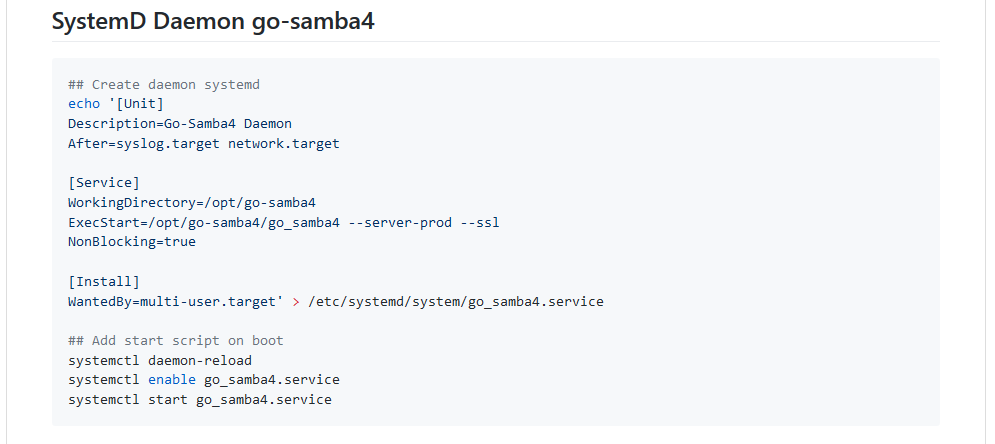 SystemD Daemon go-samba4
## Create daemon systemd
echo '[Unit]
Description=Go-Samba4 Daemon
After=syslog.target network.target
[Service]
WorkingDirectory=/opt/go-samba4
ExecStart=/opt/go-samba4/go_samba4 --server-prod --ssl
NonBlocking=true
[Install]
WantedBy=multi-user.target' > /etc/systemd/system/go_samba4.service
## Add start script on boot
systemctl daemon-reload
systemctl enable go_samba4.service
systemctl start go_samba4.service